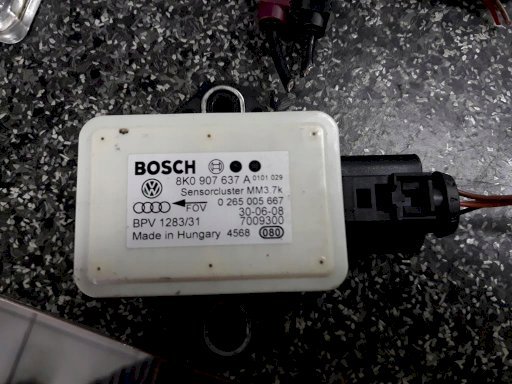 BOSCH
8K0 907 637 A 0101 029
Sensorcluster MM3.7k
FOV 0 265 005 667
30-06-08
BPV 1283/31 7009300
Made in Hungary 4568 080